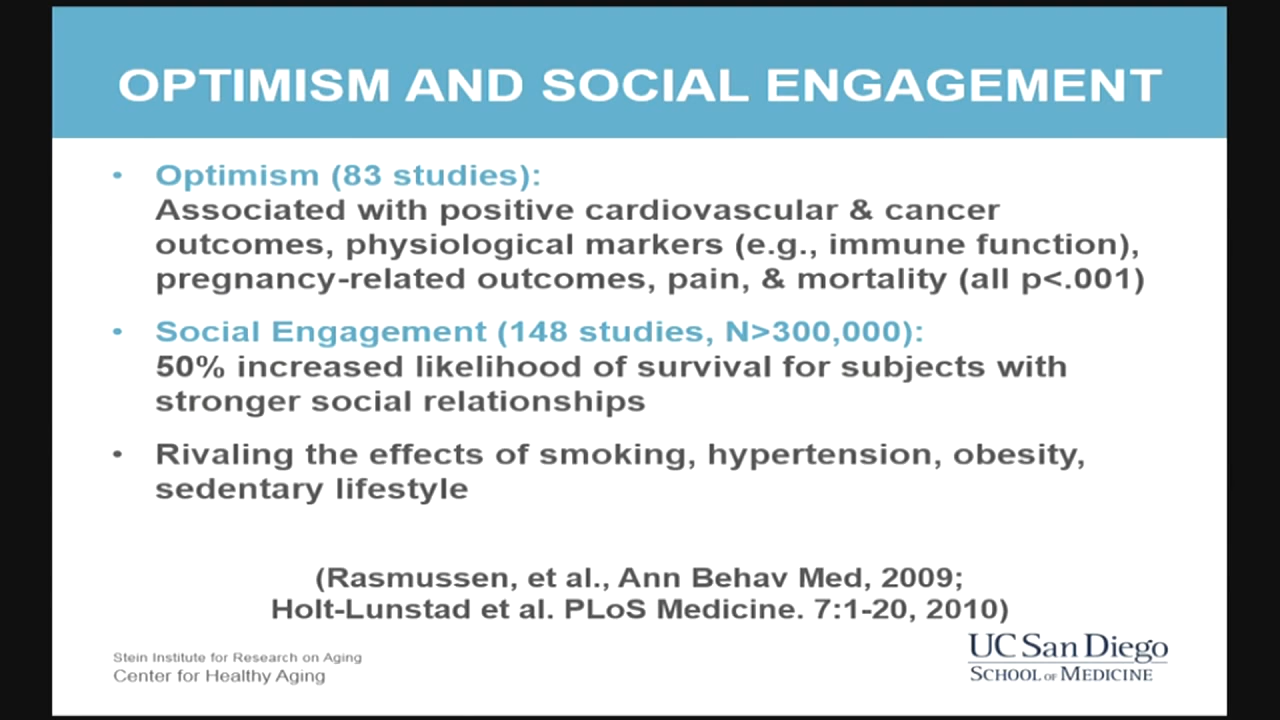 OPTIMISM AND SOCIAL ENGAGEMENT
• Optimism (83 studies):
Associated with positive cardiovascular & cancer
outcomes, physiological markers (e.g., immune function),
pregnancy-related outcomes, pain, & mortality (all p<.001)
• Social Engagement (148 studies, N>300,000):
50% increased likelihood of survival for subjects with
stronger social relationships
• Rivaling the effects of smoking, hypertension, obesity,
sedentary lifestyle
(Rasmussen, et al., Ann Behav Med, 2009;
Holt-Lunstad et al. PLoS Medicine. 7:1-20, 2010)
Stein Institute for Research on Aging
Center for Healthy Aging
UC San Diego
SCHOOL OF MEDICINE